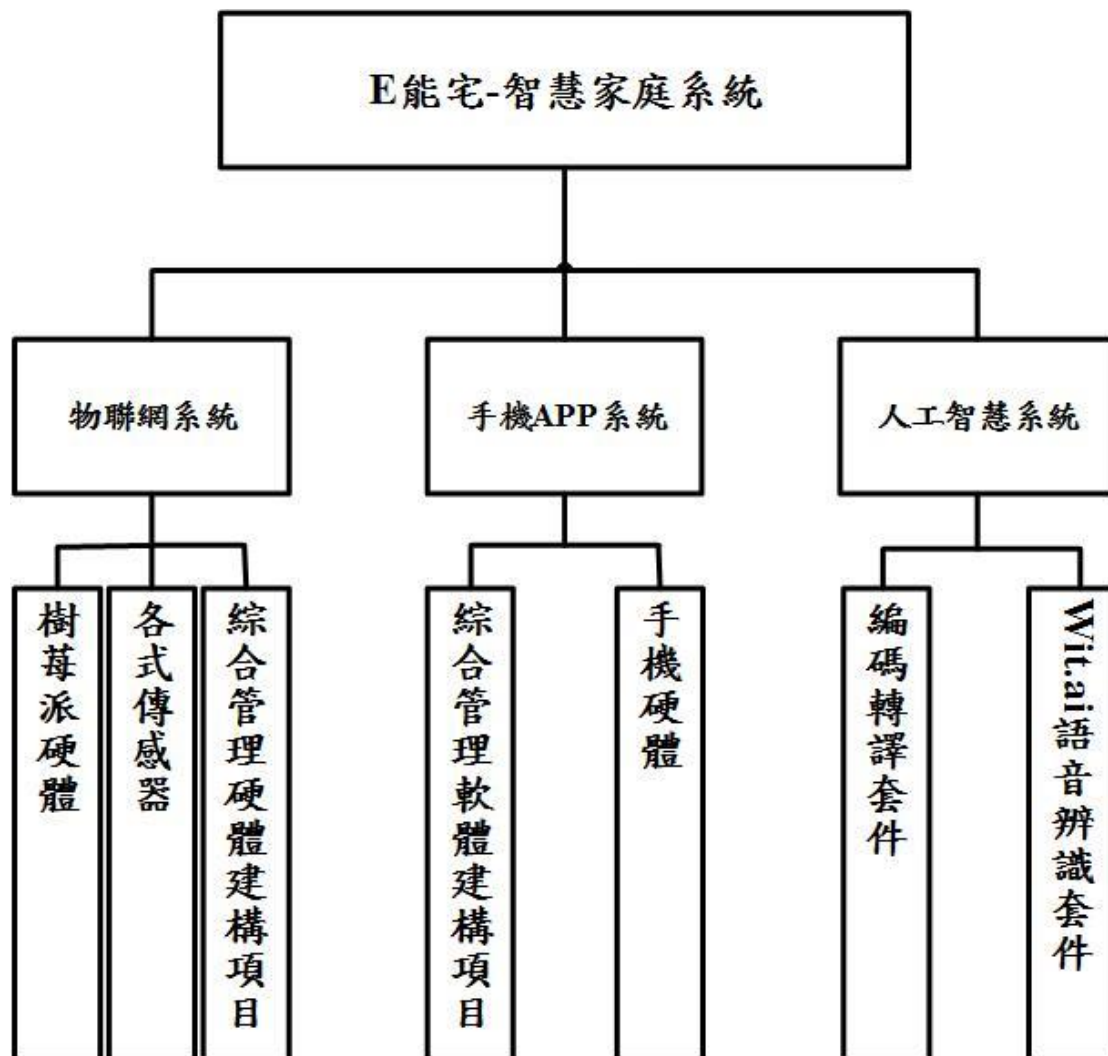 E能宅-智慧家庭系統
物聯網系統
手機APP系統
人工智慧系統
樹莓派硬體
各式傳感器
綜合管理硬體建構項目
綜合管理軟體建構項目
手機硬體
編碼轉譯套件
Wit.ai語音辨識套件